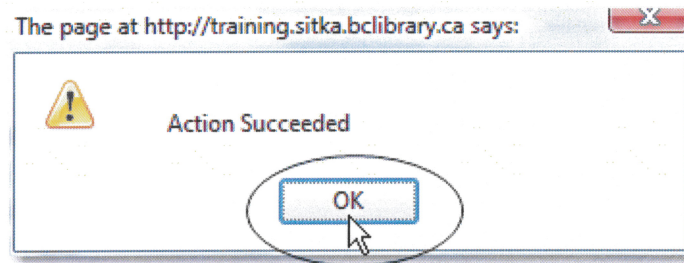 The page at http://training.sitka.bclibrary.ca says:
Action Succeeded
OK